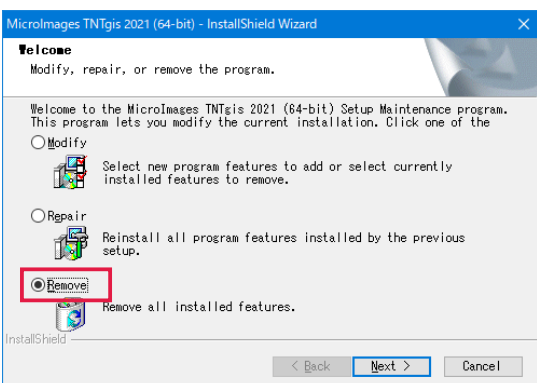 MicroImages TNTgis 2021 (64-bit) - InstallShield Wizard
Welcome
Modify, repair, or remove the program.
Welcome to the MicroImages TNTgis 2021 (64-bit) Setup Maintenance program.
This program lets you modify the current installation. Click one of the
Modify
Select new program features to add or select currently
installed features to remove.
Repair
Reinstall all program features installed by the previous
setup.
Remove
Remove all installed features.
InstallShield
< Back Next > Cancel